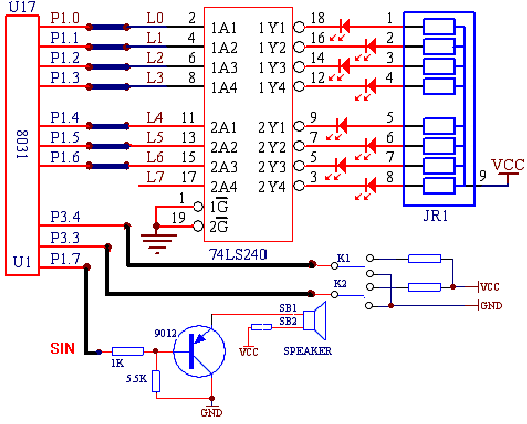 U17
P1.0 L0 2 1A1 1Y1 18 1
P1.1 L1 4 1A2 1Y2 16 2
P1.2 L2 6 1A3 1Y3 14 3
P1.3 L3 8 1A4 1Y4 12 4
P1.4 L4 11 2A1 2Y1 9 5
P1.5 L5 13 2A2 2Y2 7 6
P1.6 L6 15 2A3 2Y3 5 7
L7 17 2A4 2Y4 3 8
8031
9 VCC
1 1G
19 2G
JR1
P3.4
P3.3
U1 P1.7
74LS240
K1
K2
VCC
GND
SB1
SB2
9012
VCC
SPEAKER
SIN
1K
55K
GND